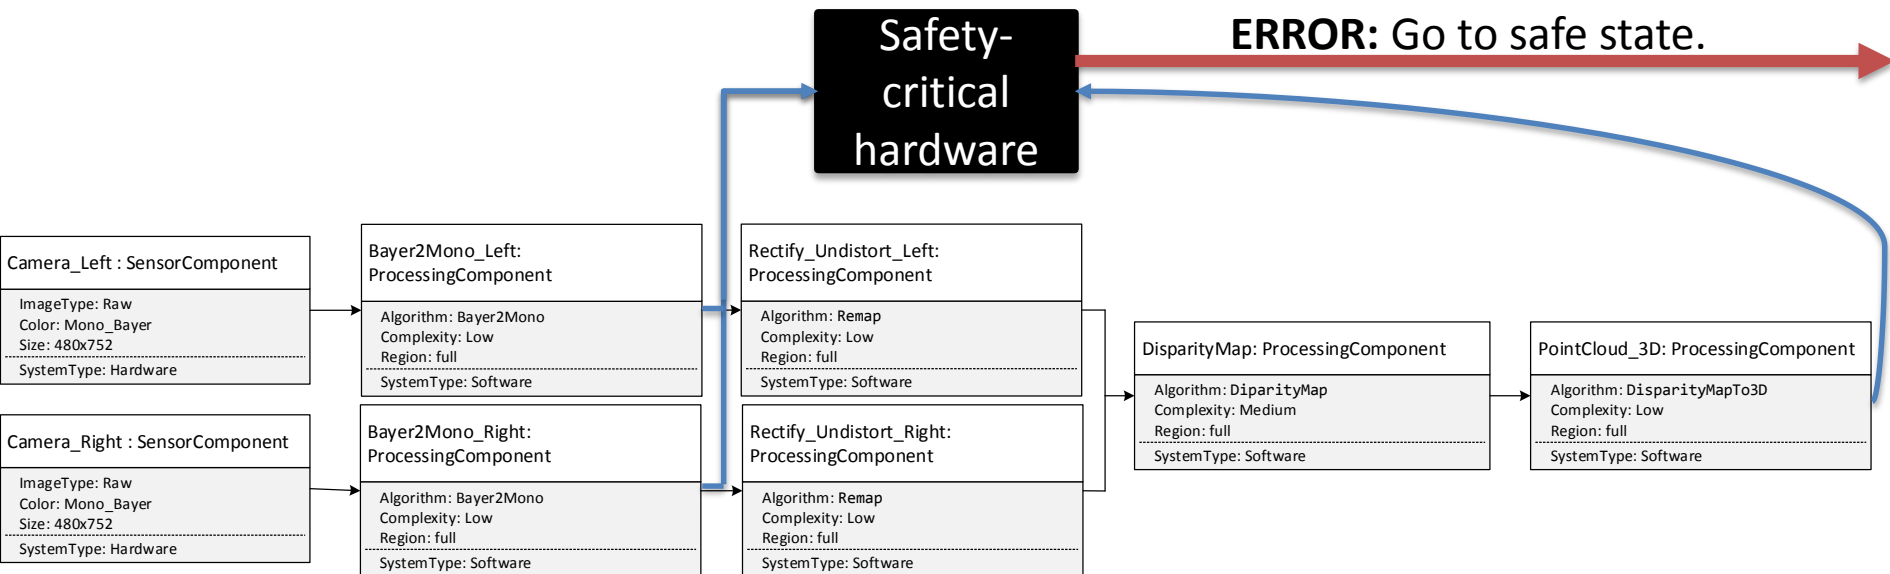 Safety-
critical
hardware
ERROR: Go to safe state.
Camera_Left : SensorComponent
ImageType: Raw
Color: Mono_Bayer
Size: 480x752
SystemType: Hardware
Bayer2Mono_Left:
ProcessingComponent
Algorithm: Bayer2Mono
Complexity: Low
Region: full
SystemType: Software
Rectify_Undistort_Left:
ProcessingComponent
Algorithm: Remap
Complexity: Low
Region: full
SystemType: Software
Camera_Right : SensorComponent
ImageType: Raw
Color: Mono_Bayer
Size: 480x752
SystemType: Hardware
Bayer2Mono_Right:
ProcessingComponent
Algorithm: Bayer2Mono
Complexity: Low
Region: full
SystemType: Software
Rectify_Undistort_Right:
ProcessingComponent
Algorithm: Remap
Complexity: Low
Region: full
SystemType: Software
DisparityMap: ProcessingComponent
Algorithm: DiparityMap
Complexity: Medium
Region: full
SystemType: Software
PointCloud_3D: ProcessingComponent
Algorithm: DisparityMapTo3D
Complexity: Low
Region: full
SystemType: Software